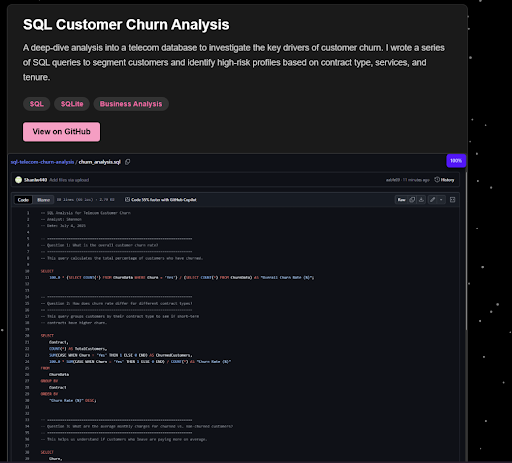 SQL Customer Churn Analysis
A deep-dive analysis into a telecom database to investigate the key drivers of customer churn. I wrote a series
of SQL queries to segment customers and identify high-risk profiles based on contract type, services, and
tenure.
SQL SQLite Business Analysis
View on GitHub
sql-telecom-churn-analysis / churn_analysis.sql
100%
Add files via upload
11 minutes ago History
Code Blame
Code 55% faster with GitHub Copilot
Raw
1 -- SQL Analysis for Telecom Customer Churn
2 -- Analyst:
3 -- Date: July 6, 2025
4
5 -- ==========================================================
6 -- Question 1: What is the overall customer churn rate?
7 -- ==========================================================
8 -- This query calculates the total percentage of customers who have churned.
9
10 SELECT
11 100.0 * (SELECT COUNT(*) FROM ChurnData WHERE Churn = 'Yes') / (SELECT COUNT(*) FROM ChurnData) AS "Overall Churn Rate (%)";
12
13
14 -- ==========================================================
15 -- Question 2: How does churn rate differ for different contract types?
16 -- ==========================================================
17 -- This query groups customers by their contract type to see if short-term
18 -- contracts have higher churn.
19
20 SELECT
21 Contract,
22 COUNT(*) AS TotalCustomers,
23 SUM(CASE WHEN Churn = 'Yes' THEN 1 ELSE 0 END) AS ChurnedCustomers,
24 100.0 * SUM(CASE WHEN Churn = 'Yes' THEN 1 ELSE 0 END) / COUNT(*) AS "Churn Rate (%)"
25 FROM
26 ChurnData
27 GROUP BY
28 Contract
29 ORDER BY
30 "Churn Rate (%)" DESC;
31
32
33 -- ==========================================================
34 -- Question 3: What are the average monthly charges for churned vs. non-churned customers?
35 -- ==========================================================
36 -- This helps us understand if customers who leave are paying more on average.
37
38 SELECT
39 Churn,